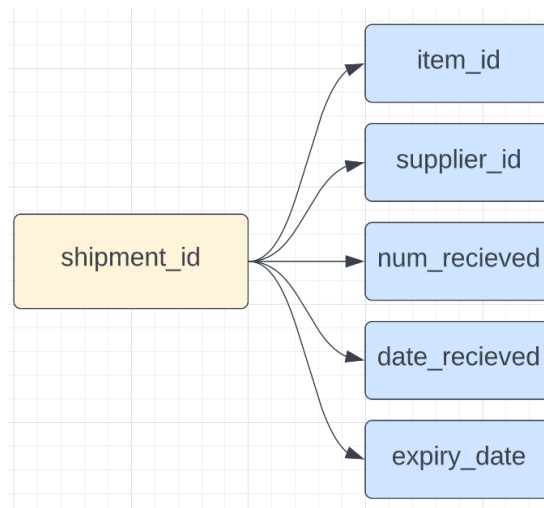 item_id
supplier_id
shipment_id
num_recieved
date_recieved
expiry_date